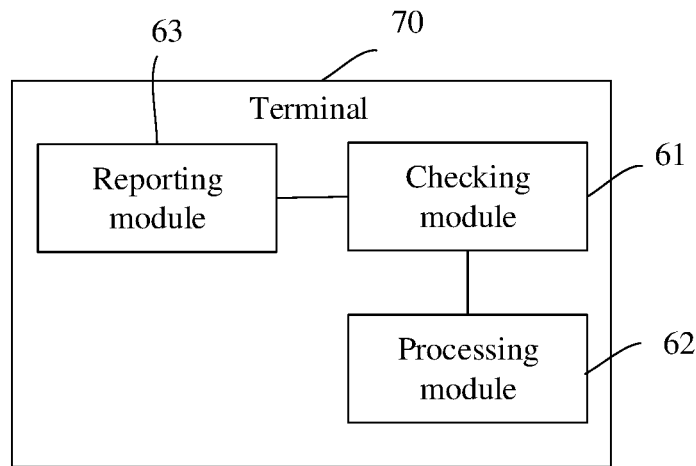 63
70
Terminal
Reporting
module
Checking
module
61
Processing
module
62